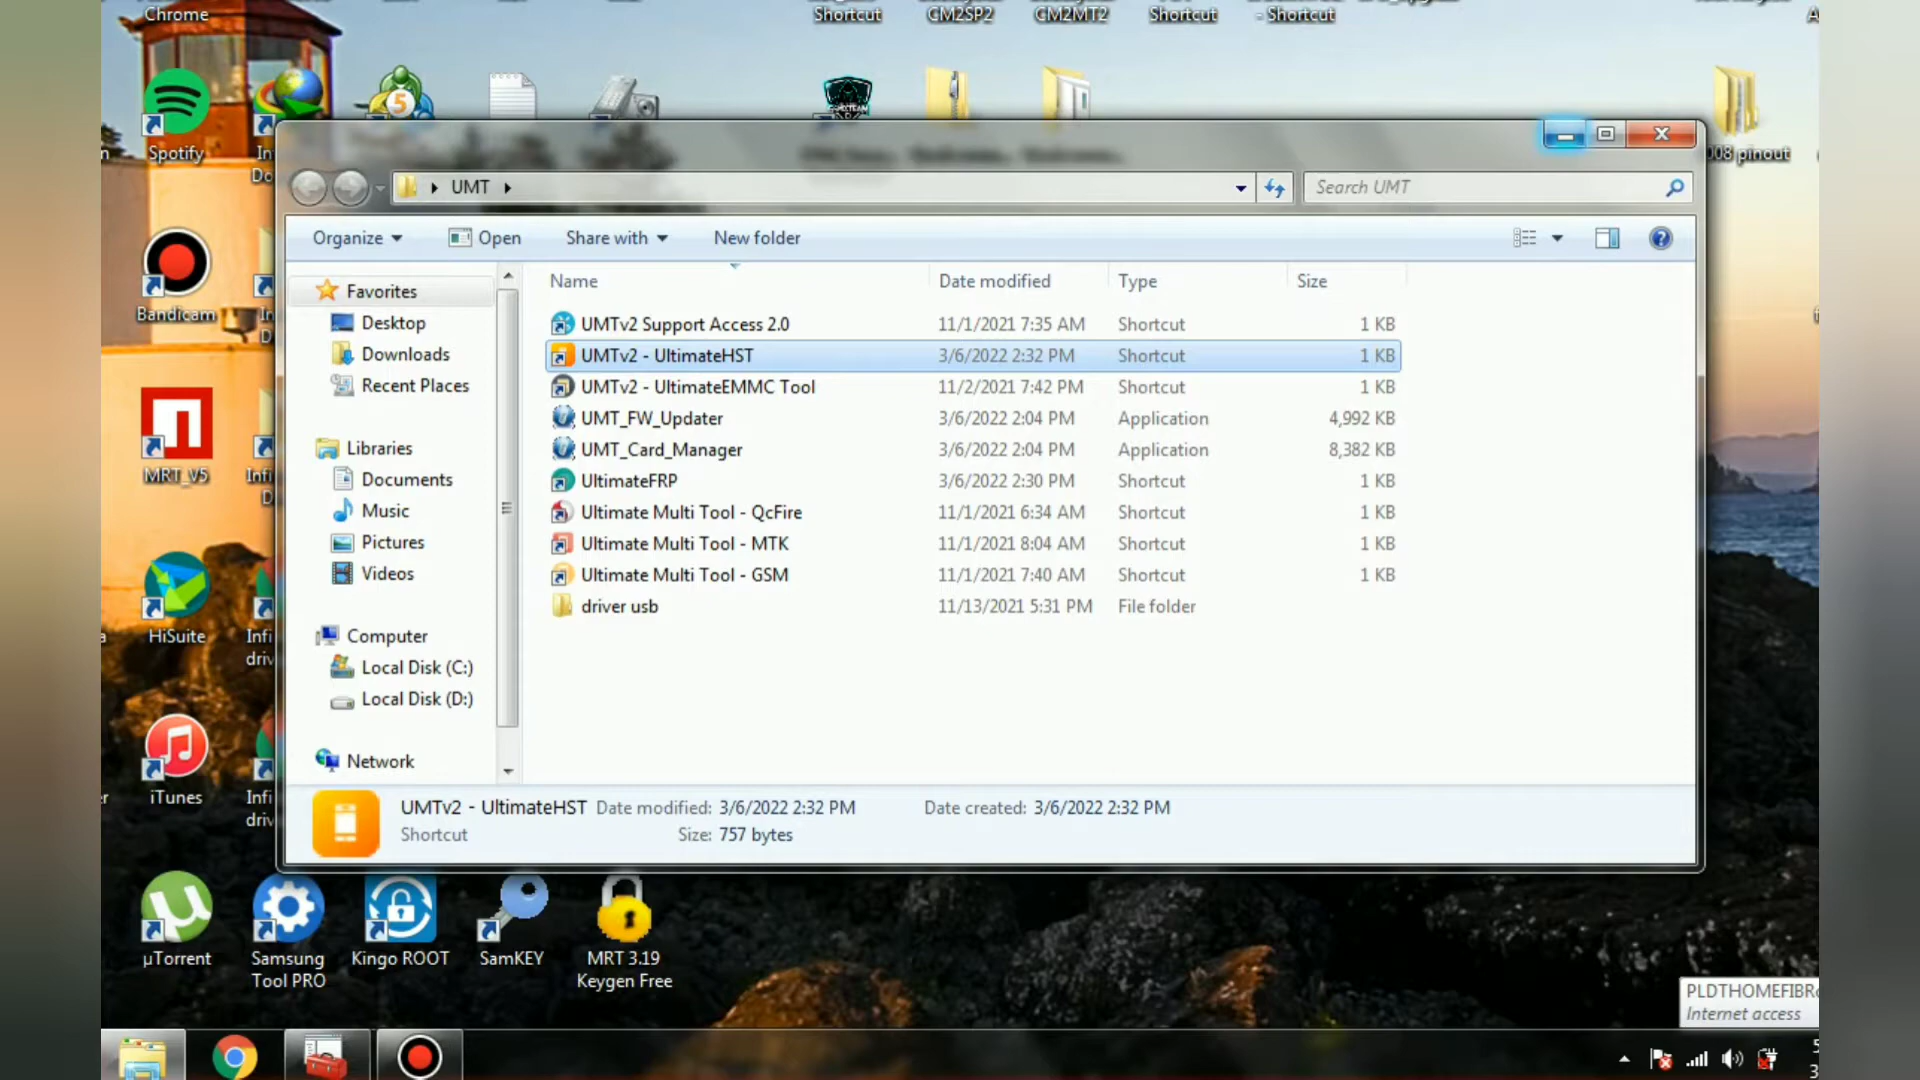 Chrome
Shortcut
CM2SP2
CM2MT2
Shortcut
- Shortcut
Spotify
5
008 pinout
UMT
Search UMT
Organize
Open
Share with
New folder
Name
Date modified
Type
Size
Favorites
Desktop
Downloads
Recent Places
Libraries
Documents
Music
Pictures
Videos
Computer
Local Disk (C:)
Local Disk (D:)
Network
UMTv2 Support Access 2.0 11/1/2021 7:35 AM Shortcut 1 KB
UMTv2 - UltimateHST 3/6/2022 2:32 PM Shortcut 1 KB
UMTv2 - UltimateEMMC Tool 11/2/2021 7:42 PM Shortcut 1 KB
UMT_FW_Updater 3/6/2022 2:04 PM Application 4,992 KB
UMT_Card_Manager 3/6/2022 2:04 PM Application 8,382 KB
UltimateFRP 3/6/2022 2:30 PM Shortcut 1 KB
Ultimate Multi Tool - QcFire 11/1/2021 6:34 AM Shortcut 1 KB
Ultimate Multi Tool - MTK 11/1/2021 8:04 AM Shortcut 1 KB
Ultimate Multi Tool - GSM 11/1/2021 7:40 AM Shortcut 1 KB
driver usb 11/13/2021 5:31 PM File folder
UMTv2 - UltimateHST Date modified: 3/6/2022 2:32 PM Date created: 3/6/2022 2:32 PM
Shortcut Size: 757 bytes
Bandicam
MRT_V5
HiSuite
Infi
driv
iTunes
Infi
driv
µTorrent
Samsung
Tool PRO
Kingo ROOT
SamKEY
MRT 3.19
Keygen Free
PLDTHOMEFIBR
Internet access